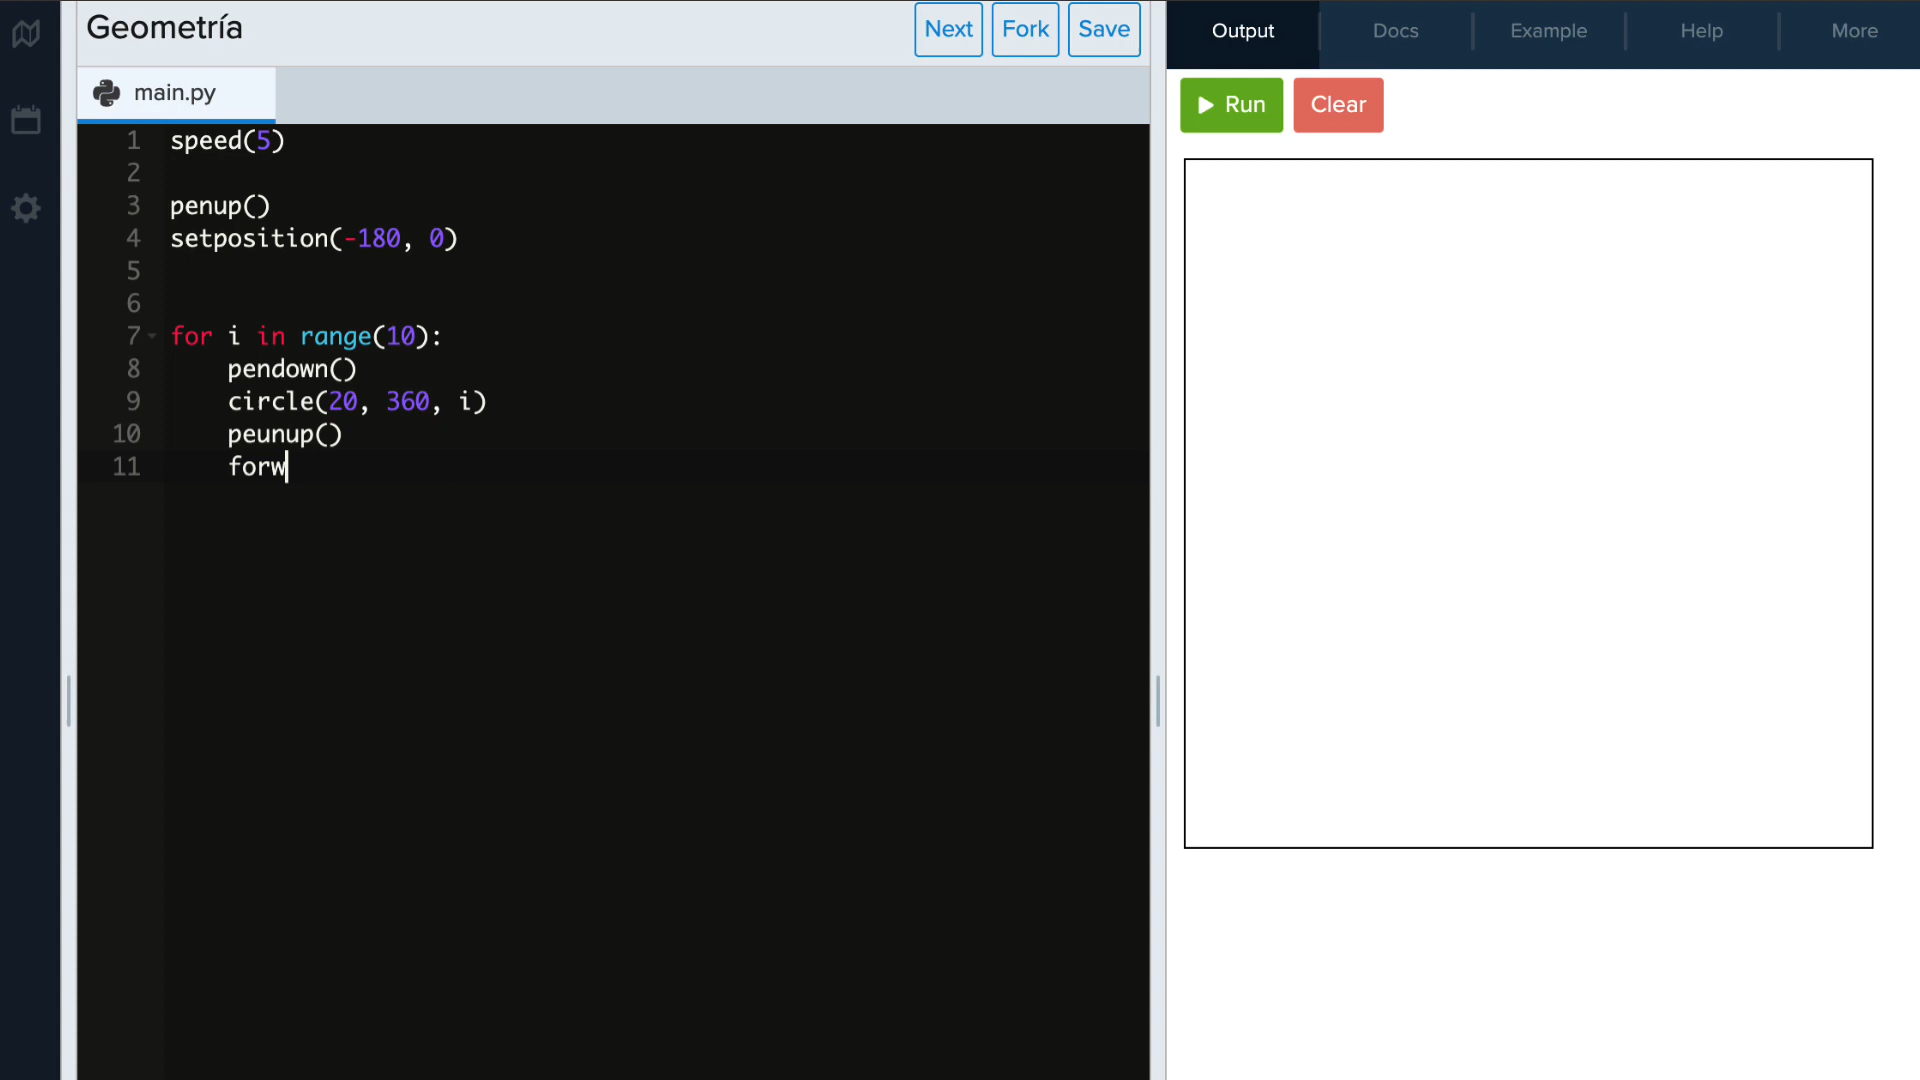 Geometría
Next Fork Save
Output Docs Example Help More
main.py
Run Clear
1 speed(5)
2
3 penup()
4 setposition(-180, 0)
5
6
7 for i in range(10):
8 pendown()
9 circle(20, 360, i)
10 peunup()
11 forw